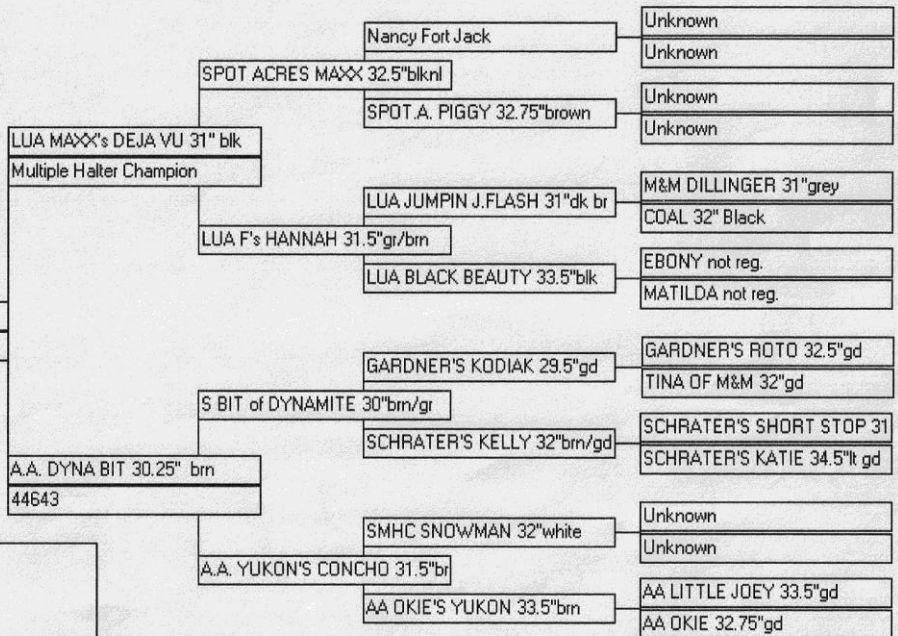 LUA MAXX's DEJA VU 31" blk
Multiple Halter Champion
A.A. DYNA BIT 30.25" brn
44643
SPOT ACRES MAXX 32.5"blknl
LUA F's HANNAH 31.5"gr/brn
S BIT of DYNAMITE 30"brn/gr
A.A. YUKON'S CONCHO 31.5"br
Nancy Fort Jack
SPOT.A. PIGGY 32.75"brown
LUA JUMPIN J.FLASH 31"dk br
LUA BLACK BEAUTY 33.5"blk
GARDNER'S KODIAK 29.5"gd
SCHRATER'S KELLY 32"brn/gd
SMHC SNOWMAN 32"white
AA OKIE'S YUKON 33.5"brn
Unknown
Unknown
Unknown
Unknown
M&M DILLINGER 31"grey
COAL 32" Black
EBONY not reg.
MATILDA not reg.
GARDNER'S ROTO 32.5"gd
TINA OF M&M 32"gd
SCHRATER'S SHORT STOP 31
SCHRATER'S KATIE 34.5"lt gd
Unknown
Unknown
AA LITTLE JOEY 33.5"gd
AA OKIE 32.75"gd